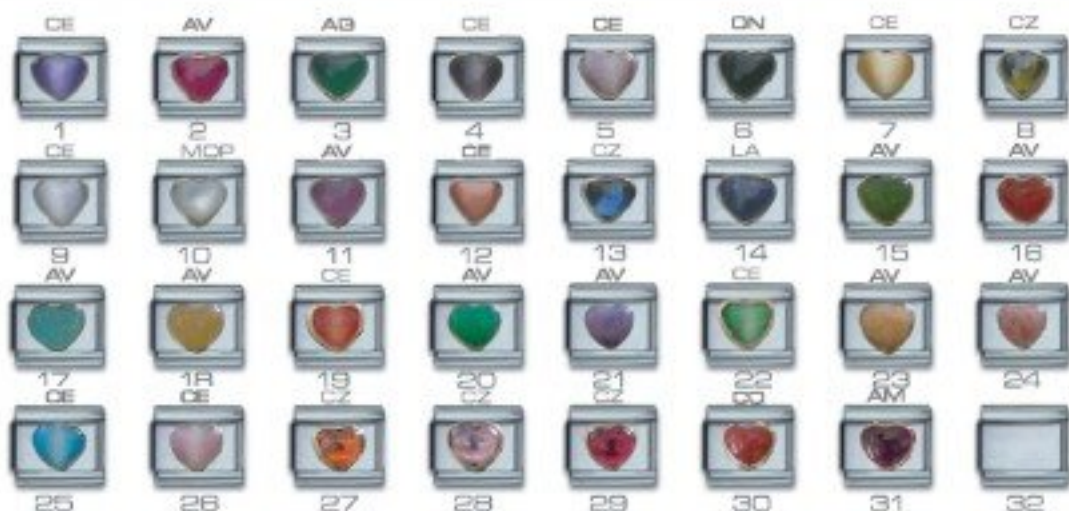 CE AV AG CE CE ON CE CZ
1 2 3 4 5 6 7 8
CE MOP AV CE CZ LA AV AV
9 10 11 12 13 14 15 16
AV AV CE AV AV CE AV AV
17 18 19 20 21 22 23 24
CE CE CZ CZ CZ AM
25 26 27 28 29 30 31 32